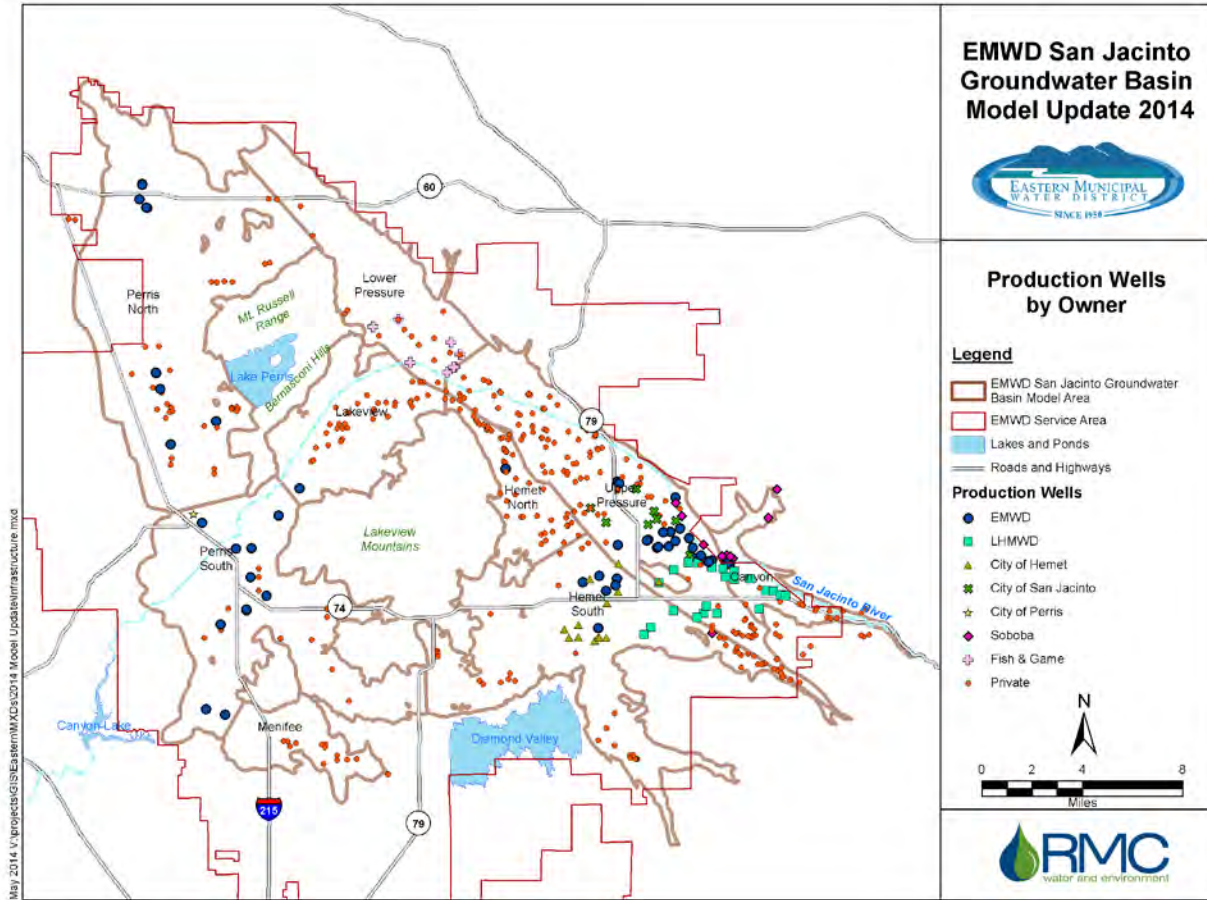 EMWD San Jacinto
Groundwater Basin
Model Update 2014
EASTERN MUNICIPAL
WATER DISTRICT
SINCE 1950
Production Wells
by Owner
Legend
EMWD San Jacinto Groundwater
Basin Model Area
EMWD Service Area
Lakes and Ponds
Roads and Highways
Production Wells
EMWD
LHMWD
City of Hemet
City of San Jacinto
City of Perris
Soboba
Fish & Game
Private
N
0 2 4 8
Miles
RMC
water and environment
60
Lower
Pressure
Perris
North
Mt. Russell
Range
Lake Perris
Bernasconi Hills
Lakeview
79
Hemet
North
Upper
Pressure
Lakeview
Mountains
Perris
South
Canyon
San Jacinto River
74
Hemet
South
Canyon Lake
Menifee
Diamond Valley
215
79
May 2014 V:\projects\GIS\Eastern\MXDs\2014 Model Update\Infrastructure.mxd